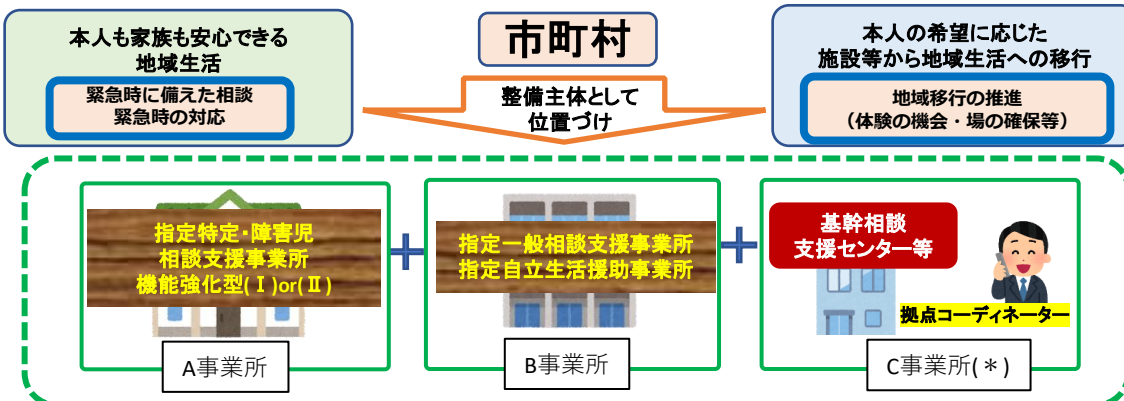 本人も家族も安心できる
地域生活
緊急時に備えた相談
緊急時の対応
市町村
整備主体として
位置づけ
本人の希望に応じた
施設等から地域生活への移行
地域移行の推進
（体験の機会・場の確保等）
指定特定・障害児
相談支援事業所
機能強化型(Ⅰ)or(Ⅱ)
A事業所
+
指定一般相談支援事業所
指定自立生活援助事業所
B事業所
+
基幹相談
支援センター等
拠点コーディネーター
C事業所(＊)